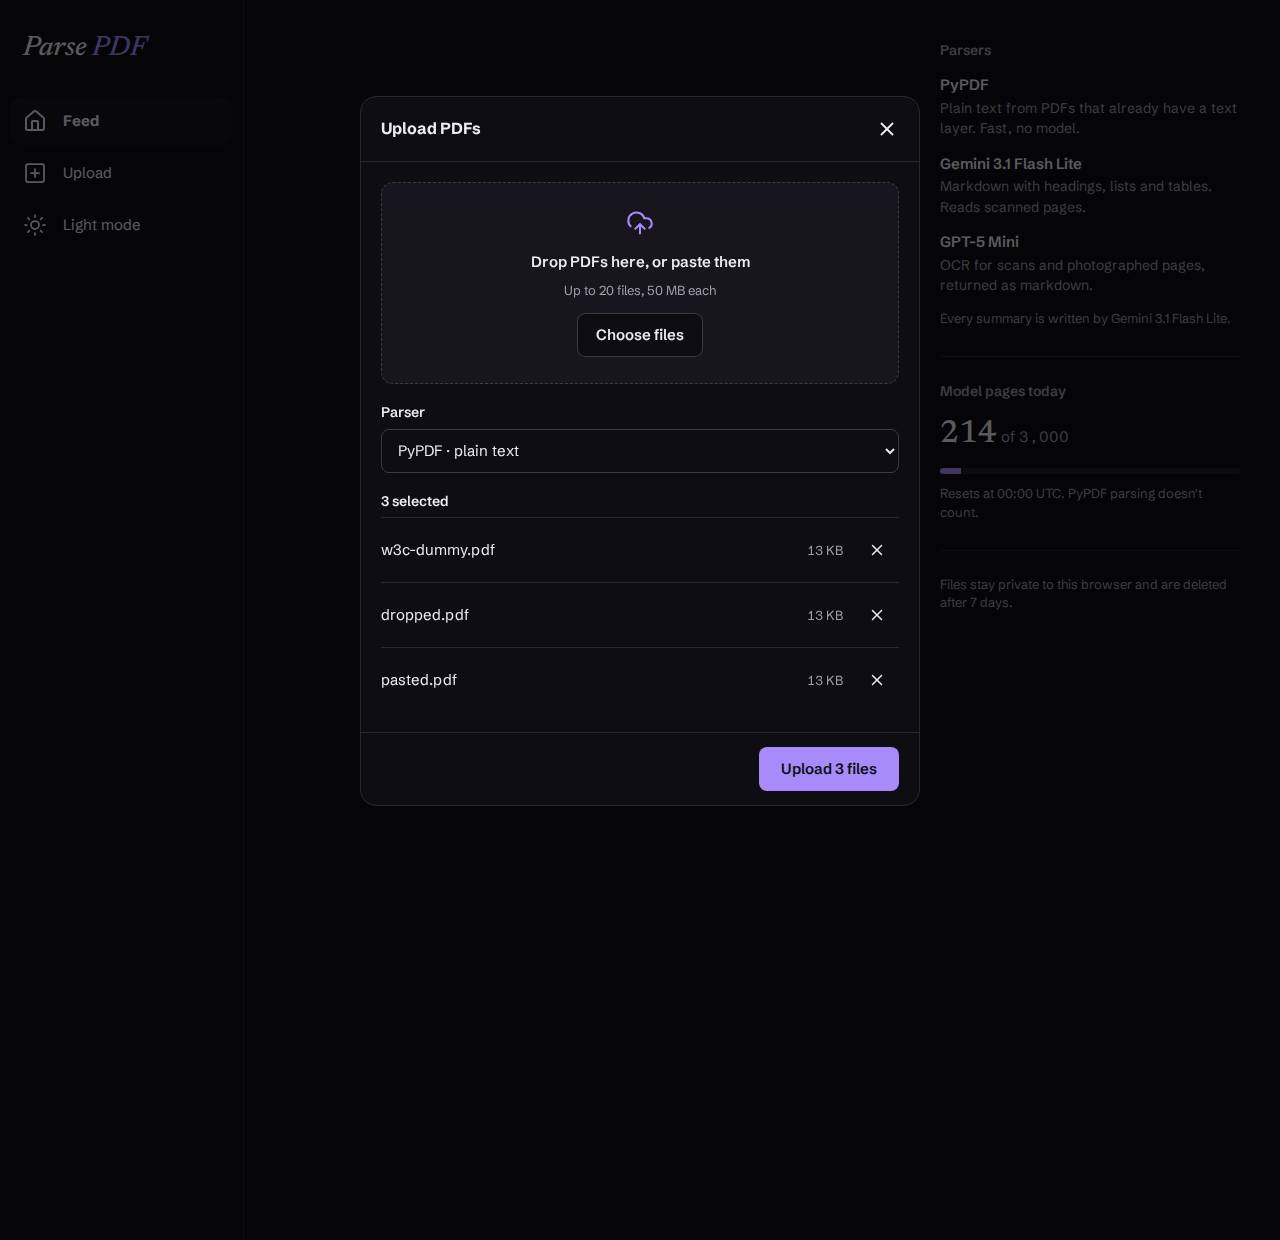 Parse PDF
Feed
Upload
Light mode
Upload PDFs
Drop PDFs here, or paste them
Up to 20 files, 50 MB each
Choose files
Parser
PyPDF · plain text
3 selected
w3c-dummy.pdf 13 KB
dropped.pdf 13 KB
pasted.pdf 13 KB
Upload 3 files
Parsers
PyPDF
Plain text from PDFs that already have a text
layer. Fast, no model.
Gemini 3.1 Flash Lite
Markdown with headings, lists and tables.
Reads scanned pages.
GPT-5 Mini
OCR for scans and photographed pages,
returned as markdown.
Every summary is written by Gemini 3.1 Flash Lite.
Model pages today
214 of 3,000
Resets at 00:00 UTC. PyPDF parsing doesn't
count.
Files stay private to this browser and are deleted
after 7 days.